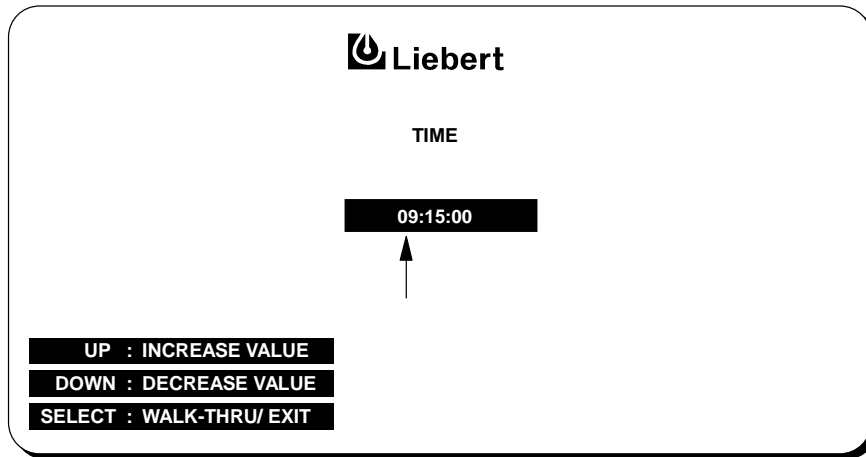 Liebert
TIME
09:15:00
UP : INCREASE VALUE
DOWN : DECREASE VALUE
SELECT : WALK-THRU/ EXIT